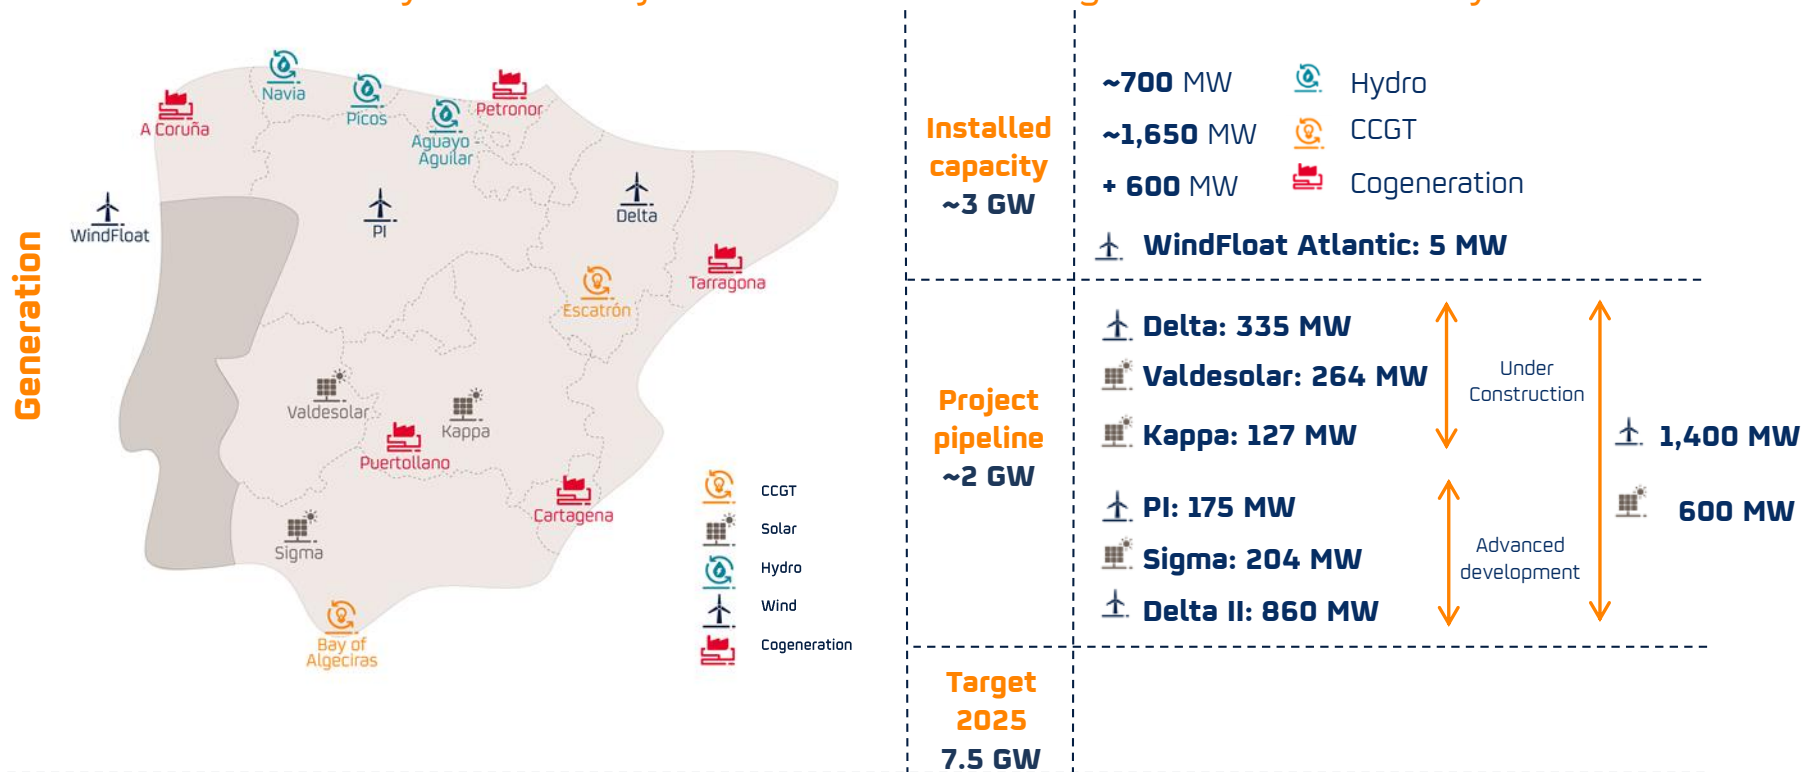 Generation
Navia
Picos
Petronor
A Coruña
Aguayo -
Aguilar
WindFloat
PI
Delta
Tarragona
Escatrón
Valdesolar
Kappa
Puertollano
Cartagena
Sigma
Bay of
Algeciras
CCGT
Solar
Hydro
Wind
Cogeneration
Installed
capacity
~3 GW
~700 MW
Hydro
~1,650 MW
CCGT
+ 600 MW
Cogeneration
WindFloat Atlantic: 5 MW
Project
pipeline
~2 GW
Delta: 335 MW
Valdesolar: 264 MW
Kappa: 127 MW
Under
Construction
PI: 175 MW
Sigma: 204 MW
Delta II: 860 MW
Advanced
development
1,400 MW
600 MW
Target
2025
7.5 GW